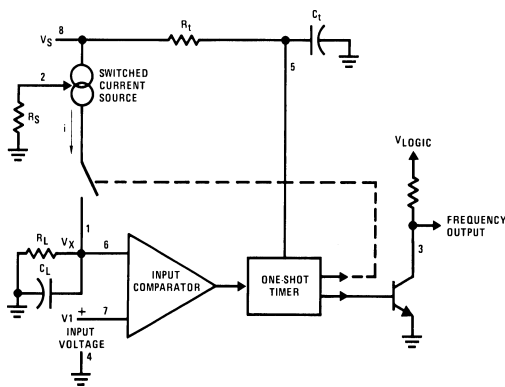 Vₛ 8
Rₜ
Cₜ
5
2
SWITCHED
CURRENT
SOURCE
Rₛ
i
VLOGIC
1
RL
VX
6
CL
INPUT
COMPARATOR
ONE-SHOT
TIMER
FREQUENCY
OUTPUT
3
V1
+
7
INPUT
VOLTAGE
4